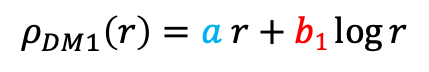 ρ_{DM1}(r) = a r + b_1 log r